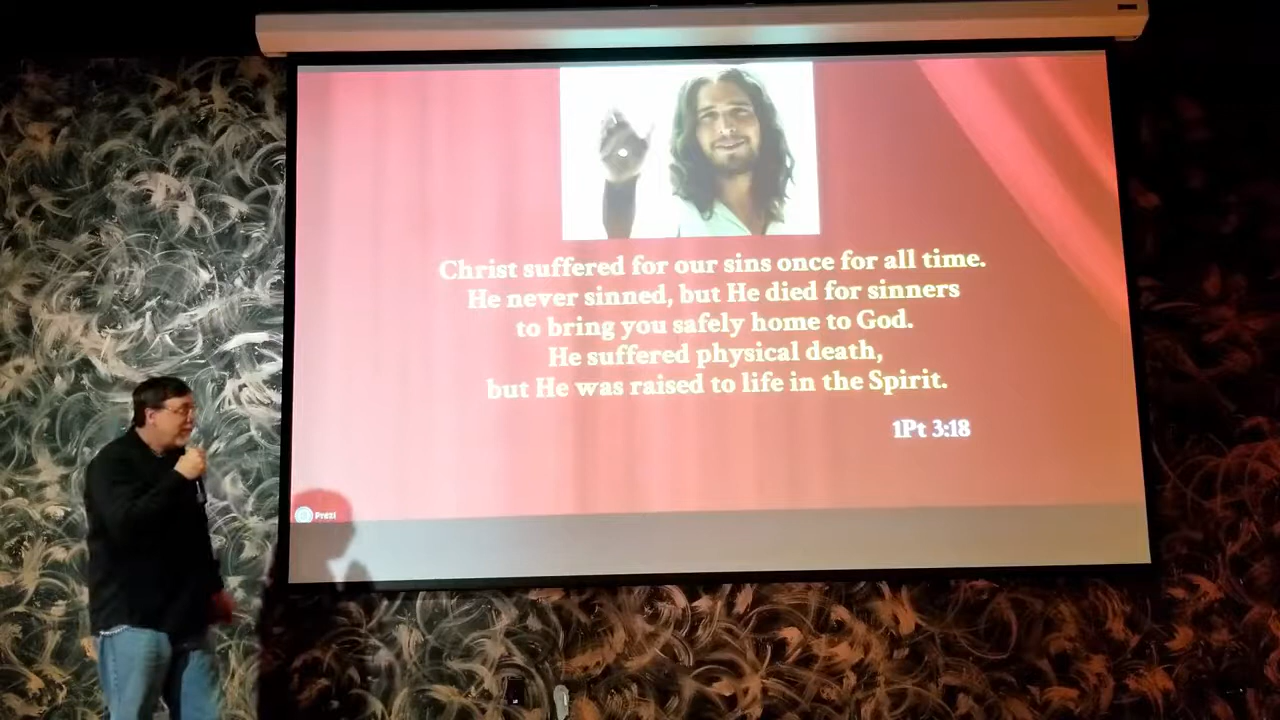 Christ suffered for our sins once for all time.
He never sinned, but He died for sinners
to bring you safely home to God.
He suffered physical death,
but He was raised to life in the Spirit.
1Pt 3:18
Prezi